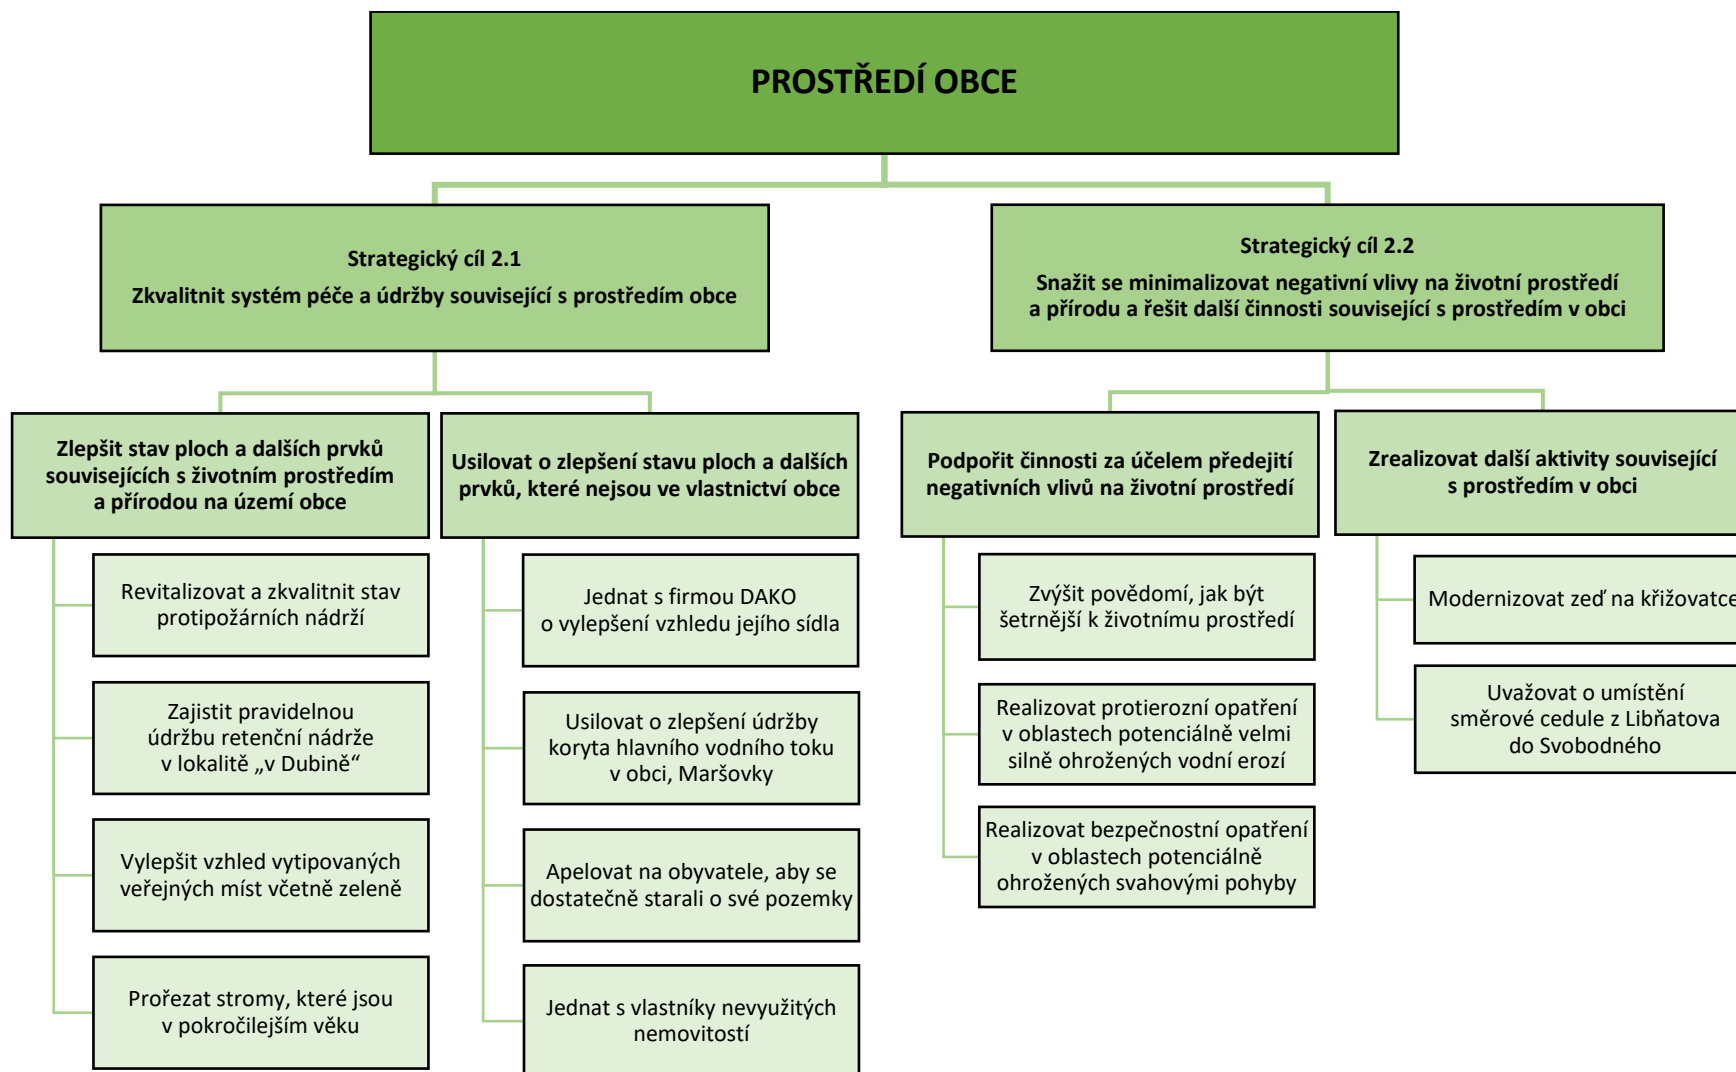 PROSTŘEDÍ OBCE
Strategický cíl 2.1
Zkvalitnit systém péče a údržby související s prostředím obce
Strategický cíl 2.2
Snažit se minimalizovat negativní vlivy na životní prostředí
a přírodu a řešit další činnosti související s prostředím v obci
Zlepšit stav ploch a dalších prvků
souvisejících s životním prostředím
a přírodou na území obce
Revitalizovat a zkvalitnit stav
protipožárních nádrží
Zajistit pravidelnou
údržbu retenční nádrže
v lokalitě „v Dubině“
Vylepšit vzhled vytipovaných
veřejných míst včetně zeleně
Prořezat stromy, které jsou
v pokročilejším věku
Usilovat o zlepšení stavu ploch a dalších
prvků, které nejsou ve vlastnictví obce
Jednat s firmou DAKO
o vylepšení vzhledu jejího sídla
Usilovat o zlepšení údržby
koryta hlavního vodního toku
v obci, Maršovky
Apelovat na obyvatele, aby se
dostatečně starali o své pozemky
Jednat s vlastníky nevyužitých
nemovitostí
Podpořit činnosti za účelem předejití
negativních vlivů na životní prostředí
Zvýšit povědomí, jak být
šetrnější k životnímu prostředí
Realizovat protierozní opatření
v oblastech potenciálně velmi
silně ohrožených vodní erozí
Realizovat bezpečnostní opatření
v oblastech potenciálně
ohrožených svahovými pohyby
Zrealizovat další aktivity související
s prostředím v obci
Modernizovat zeď na křižovatce
Uvažovat o umístění
směrové cedule z Libňatova
do Svobodného